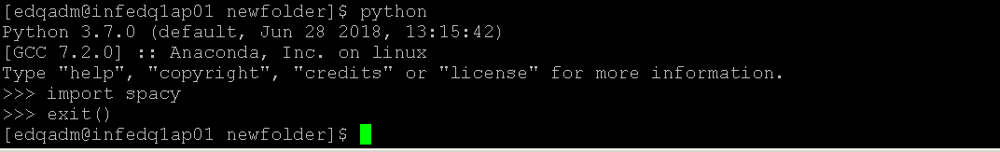 [edqadm@infedq1ap01 newfolder]$ python
Python 3.7.0 (default, Jun 28 2018, 13:15:42)
[GCC 7.2.0] :: Anaconda, Inc. on linux
Type "help", "copyright", "credits" or "license" for more information.
>>> import spacy
>>> exit()
[edqadm@infedq1ap01 newfolder]$